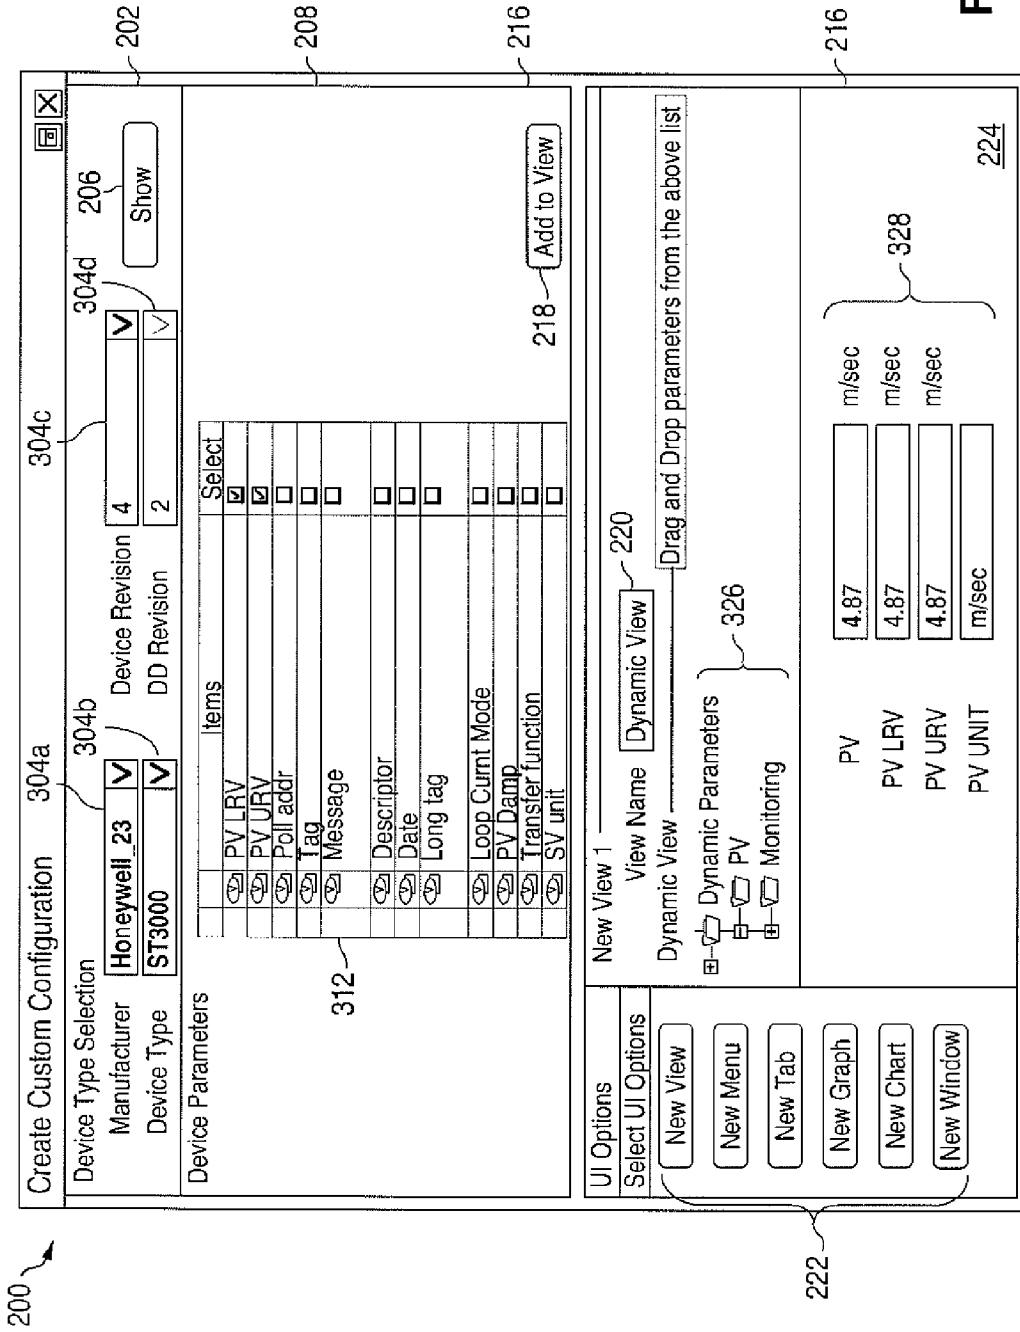 200
Create Custom Configuration
304a
304c
202
Device Type Selection
304b
304d
206
Manufacturer Honeywell_23 V Device Revision 4 V Show
Device Type ST3000 V DD Revision 2 V
208
Device Parameters
Items Select
PV LRV
PV URV
Poll addr
Tag
Message
Descriptor
Date
Long tag
Loop Curnt Mode
PV Damp
Transfer function
SV unit
312
218
Add to View
216
UI Options
Select UI Options
New View
New Menu
New Tab
New Graph
New Chart
New Window
222
New View 1
View Name Dynamic View
220
Dynamic View
Drag and Drop parameters from the above list
Dynamic Parameters
PV
Monitoring
326
216
PV 4.87 m/sec
PV LRV 4.87 m/sec
PV URV 4.87 m/sec
PV UNIT m/sec
328
224